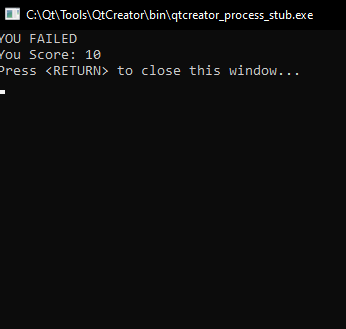 C:\Qt\Tools\QtCreator\bin\qtcreator_process_stub.exe
YOU FAILED
You Score: 10
Press <RETURN> to close this window...